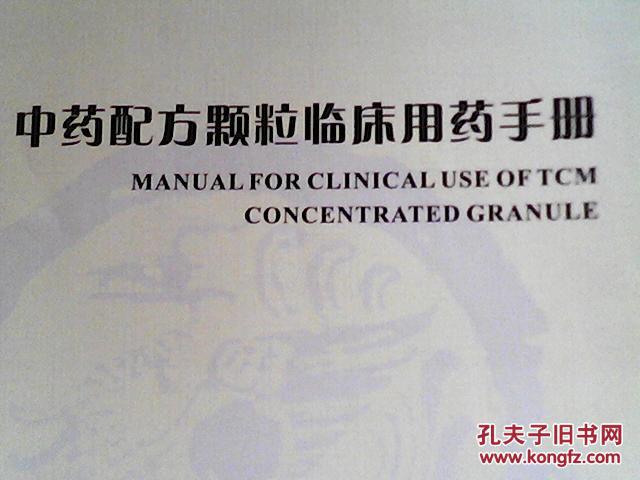 中药配方颗粒临床用药手册
MANUAL FOR CLINICAL USE OF TCM
CONCENTRATED GRANULE
孔夫子旧书网
www.kongfz.com